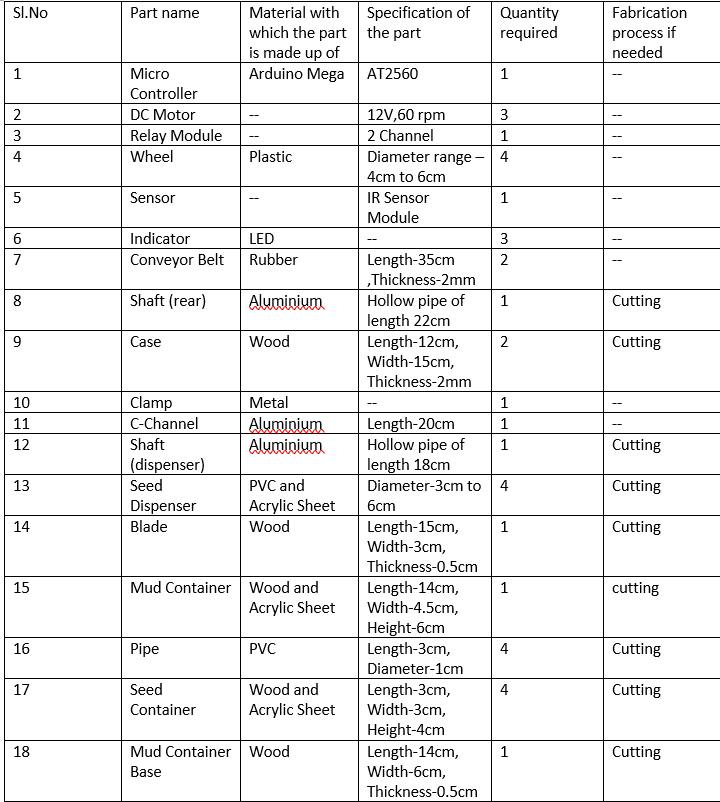 Sl.No Part name Material with which the part is made up of Specification of the part Quantity required Fabrication process if needed
1 Micro Controller Arduino Mega AT2560 1 --
2 DC Motor -- 12V,60 rpm 3 --
3 Relay Module -- 2 Channel 1 --
4 Wheel Plastic Diameter range – 4cm to 6cm 4 --
5 Sensor -- IR Sensor Module 1 --
6 Indicator LED -- 3 --
7 Conveyor Belt Rubber Length-35cm ,Thickness-2mm 2 --
8 Shaft (rear) Aluminium Hollow pipe of length 22cm 1 Cutting
9 Case Wood Length-12cm, Width-15cm, Thickness-2mm 2 Cutting
10 Clamp Metal -- 1 --
11 C-Channel Aluminium Length-20cm 1 --
12 Shaft (dispenser) Aluminium Hollow pipe of length 18cm 1 Cutting
13 Seed Dispenser PVC and Acrylic Sheet Diameter-3cm to 6cm 4 Cutting
14 Blade Wood Length-15cm, Width-3cm, Thickness-0.5cm 1 Cutting
15 Mud Container Wood and Acrylic Sheet Length-14cm, Width-4.5cm, Height-6cm 1 cutting
16 Pipe PVC Length-3cm, Diameter-1cm 4 Cutting
17 Seed Container Wood and Acrylic Sheet Length-3cm, Width-3cm, Height-4cm 4 Cutting
18 Mud Container Base Wood Length-14cm, Width-6cm, Thickness-0.5cm 1 Cutting